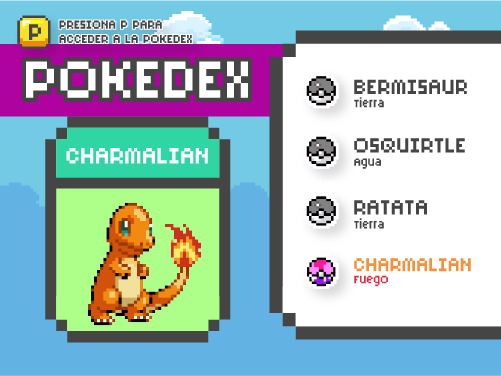 P
PRESIONA P PARA
ACCEDER A LA POKEDEX
POKEDEX
CHARMALIAN
BERMISAUR
Tierra
OSQUIRTLE
Agua
RATATA
Tierra
CHARMALIAN
Fuego